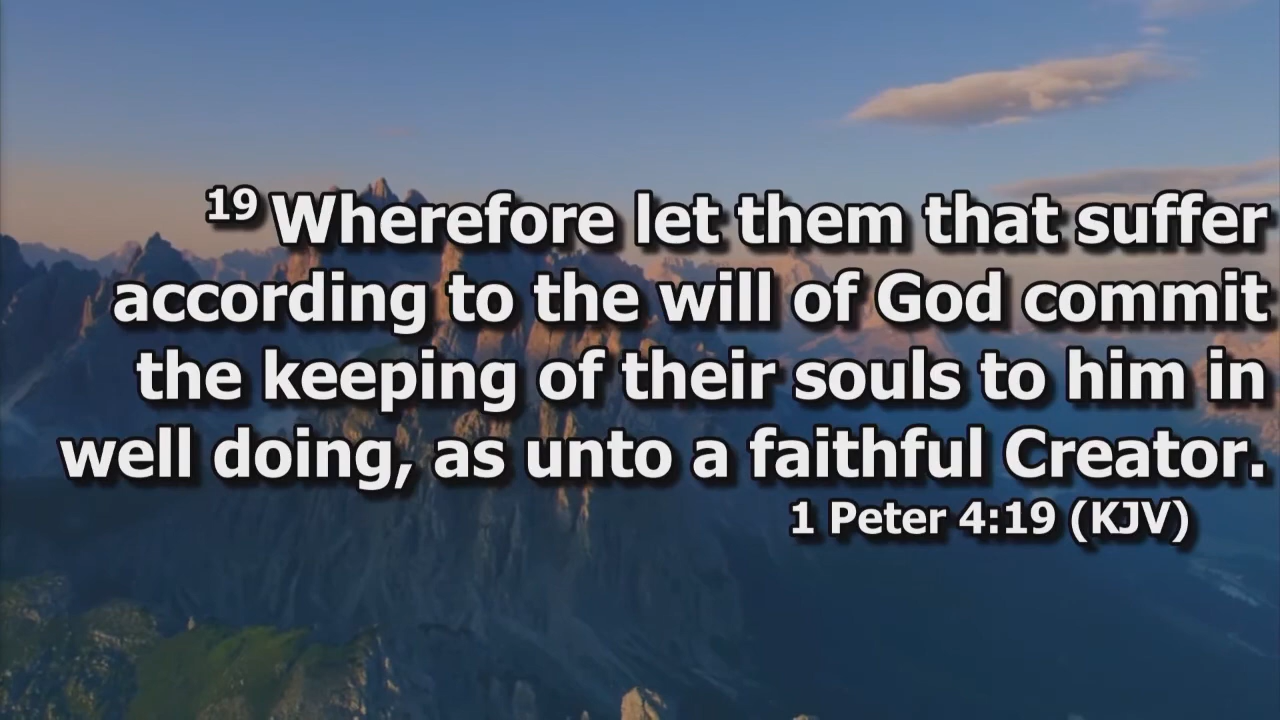 19 Wherefore let them that suffer
according to the will of God commit
the keeping of their souls to him in
well doing, as unto a faithful Creator.
1 Peter 4:19 (KJV)